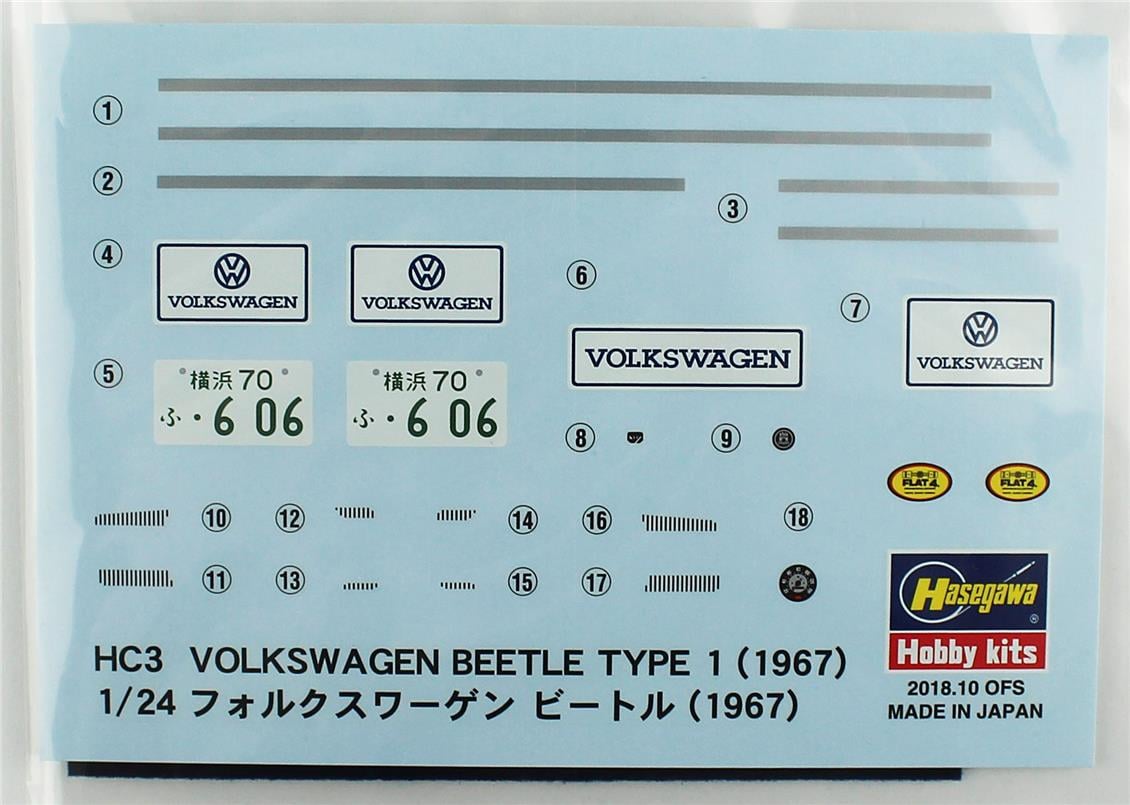 ①
②
③
④
VOLKSWAGEN
VOLKSWAGEN
⑥
⑦
VOLKSWAGEN
VOLKSWAGEN
⑤
横浜 70
ふ・6 06
横浜 70
ふ・6 06
⑧
⑨
FLAT4
FLAT4
⑩ ⑫ ⑭ ⑯ ⑱
⑪ ⑬ ⑮ ⑰
Hasegawa ®
Hobby kits
HC3 VOLKSWAGEN BEETLE TYPE 1 (1967)
1/24 フォルクスワーゲン ビートル (1967)
2018.10 OFS
MADE IN JAPAN